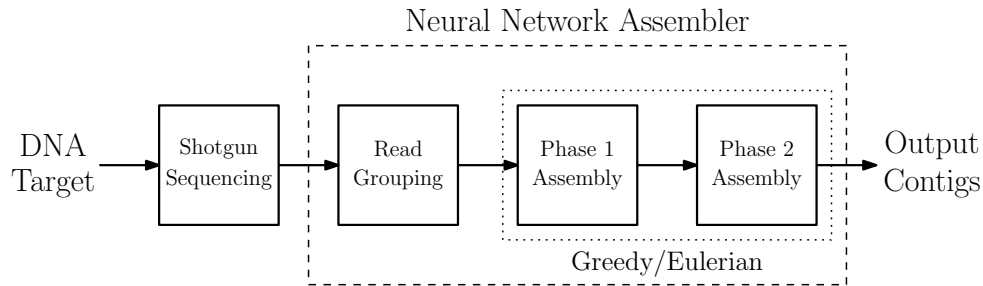 Neural Network Assembler
DNA
Target
Shotgun
Sequencing
Read
Grouping
Phase 1
Assembly
Phase 2
Assembly
Output
Contigs
Greedy/Eulerian